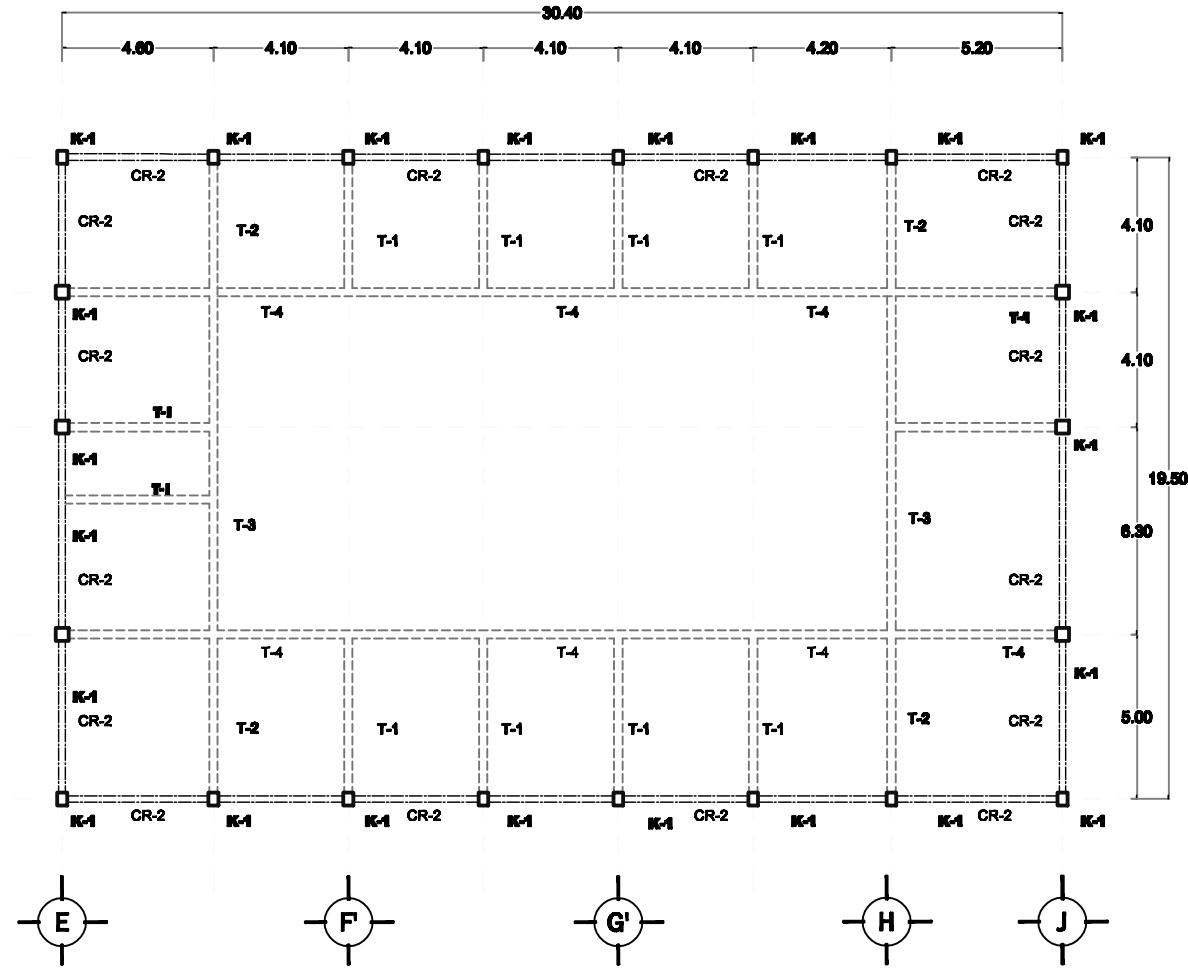 30.40
4.60 4.10 4.10 4.10 4.10 4.20 5.20
K-1 K-1 K-1 K-1 K-1 K-1 K-1 K-1
CR-2 CR-2 CR-2 CR-2
CR-2 T-2 T-2 CR-2 4.10
T-1 T-1 T-1 T-1
K-1 T-4 T-4 T-4 T-1 K-1
CR-2 CR-2 4.10
T-1
K-1 K-1
T-1 19.50
K-1 T-3 T-3 6.30
CR-2 CR-2
T-4 T-4 T-4 T-4
K-1 K-1
CR-2 T-2 T-1 T-1 T-1 T-1 T-2 CR-2 5.00
K-1 CR-2 K-1 K-1 CR-2 K-1 K-1 CR-2 K-1 K-1 CR-2 K-1
E F' G' H J